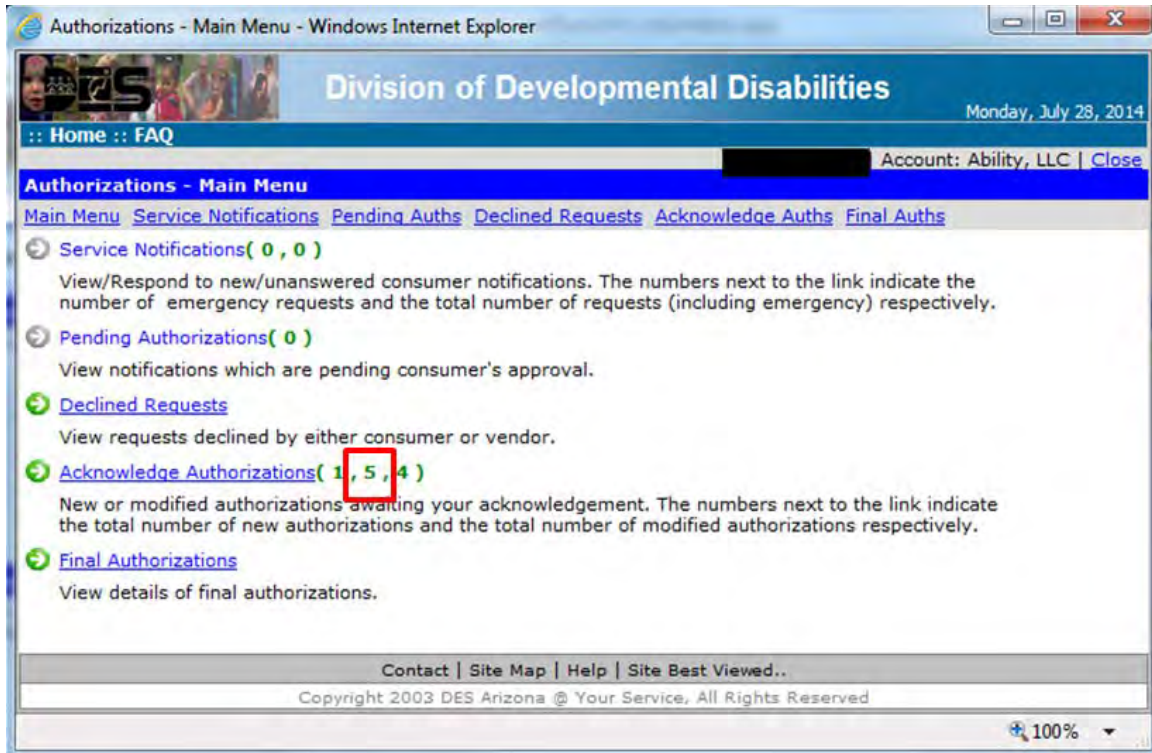 Authorizations - Main Menu - Windows Internet Explorer
DES
Division of Developmental Disabilities
Monday, July 28, 2014
:: Home :: FAQ
Account: Ability, LLC | Close
Authorizations - Main Menu
Main Menu Service Notifications Pending Auths Declined Requests Acknowledge Auths Final Auths
Service Notifications( 0 , 0 )
View/Respond to new/unanswered consumer notifications. The numbers next to the link indicate the
number of emergency requests and the total number of requests (including emergency) respectively.
Pending Authorizations( 0 )
View notifications which are pending consumer's approval.
Declined Requests
View requests declined by either consumer or vendor.
Acknowledge Authorizations( 1 , 5 , 4 )
New or modified authorizations awaiting your acknowledgement. The numbers next to the link indicate
the total number of new authorizations and the total number of modified authorizations respectively.
Final Authorizations
View details of final authorizations.
Contact | Site Map | Help | Site Best Viewed..
Copyright 2003 DES Arizona @ Your Service, All Rights Reserved
100%